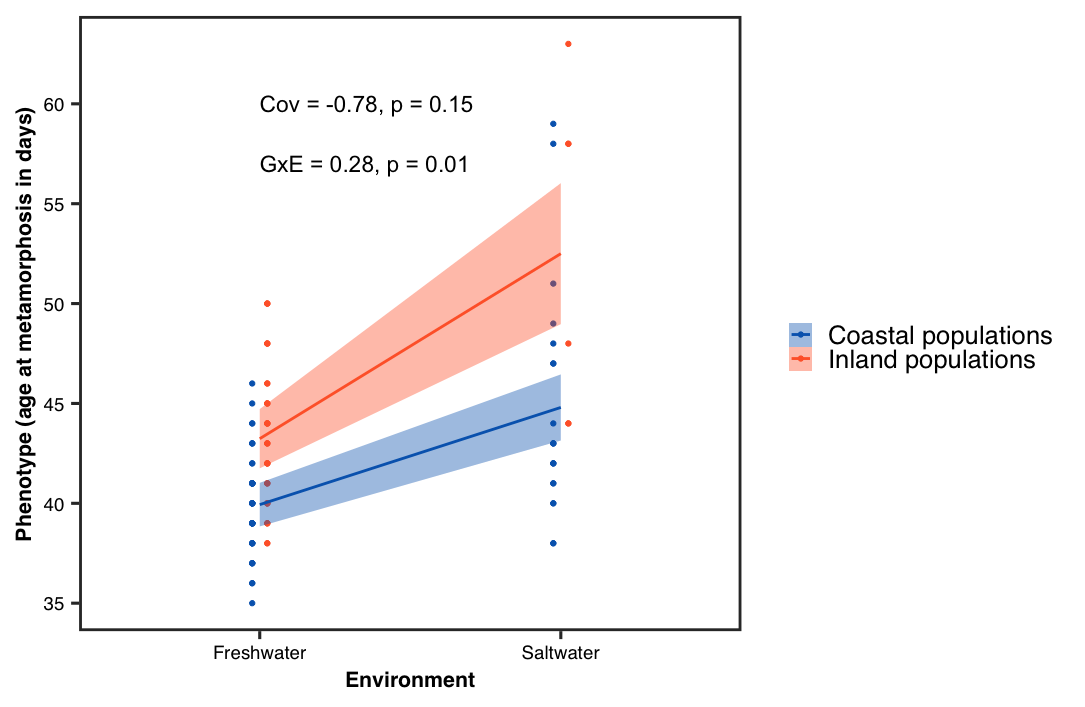 Cov = -0.78, p = 0.15
GxE = 0.28, p = 0.01
Phenotype (age at metamorphosis in days)
60
55
50
45
40
35
Freshwater
Saltwater
Environment
Coastal populations
Inland populations